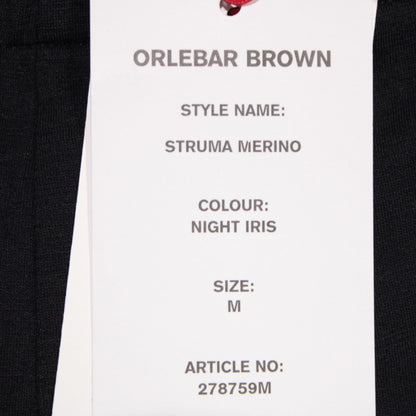 ORLEBAR BROWN
STYLE NAME:
STRUMA MERINO
COLOUR:
NIGHT IRIS
SIZE:
M
ARTICLE NO:
278759M